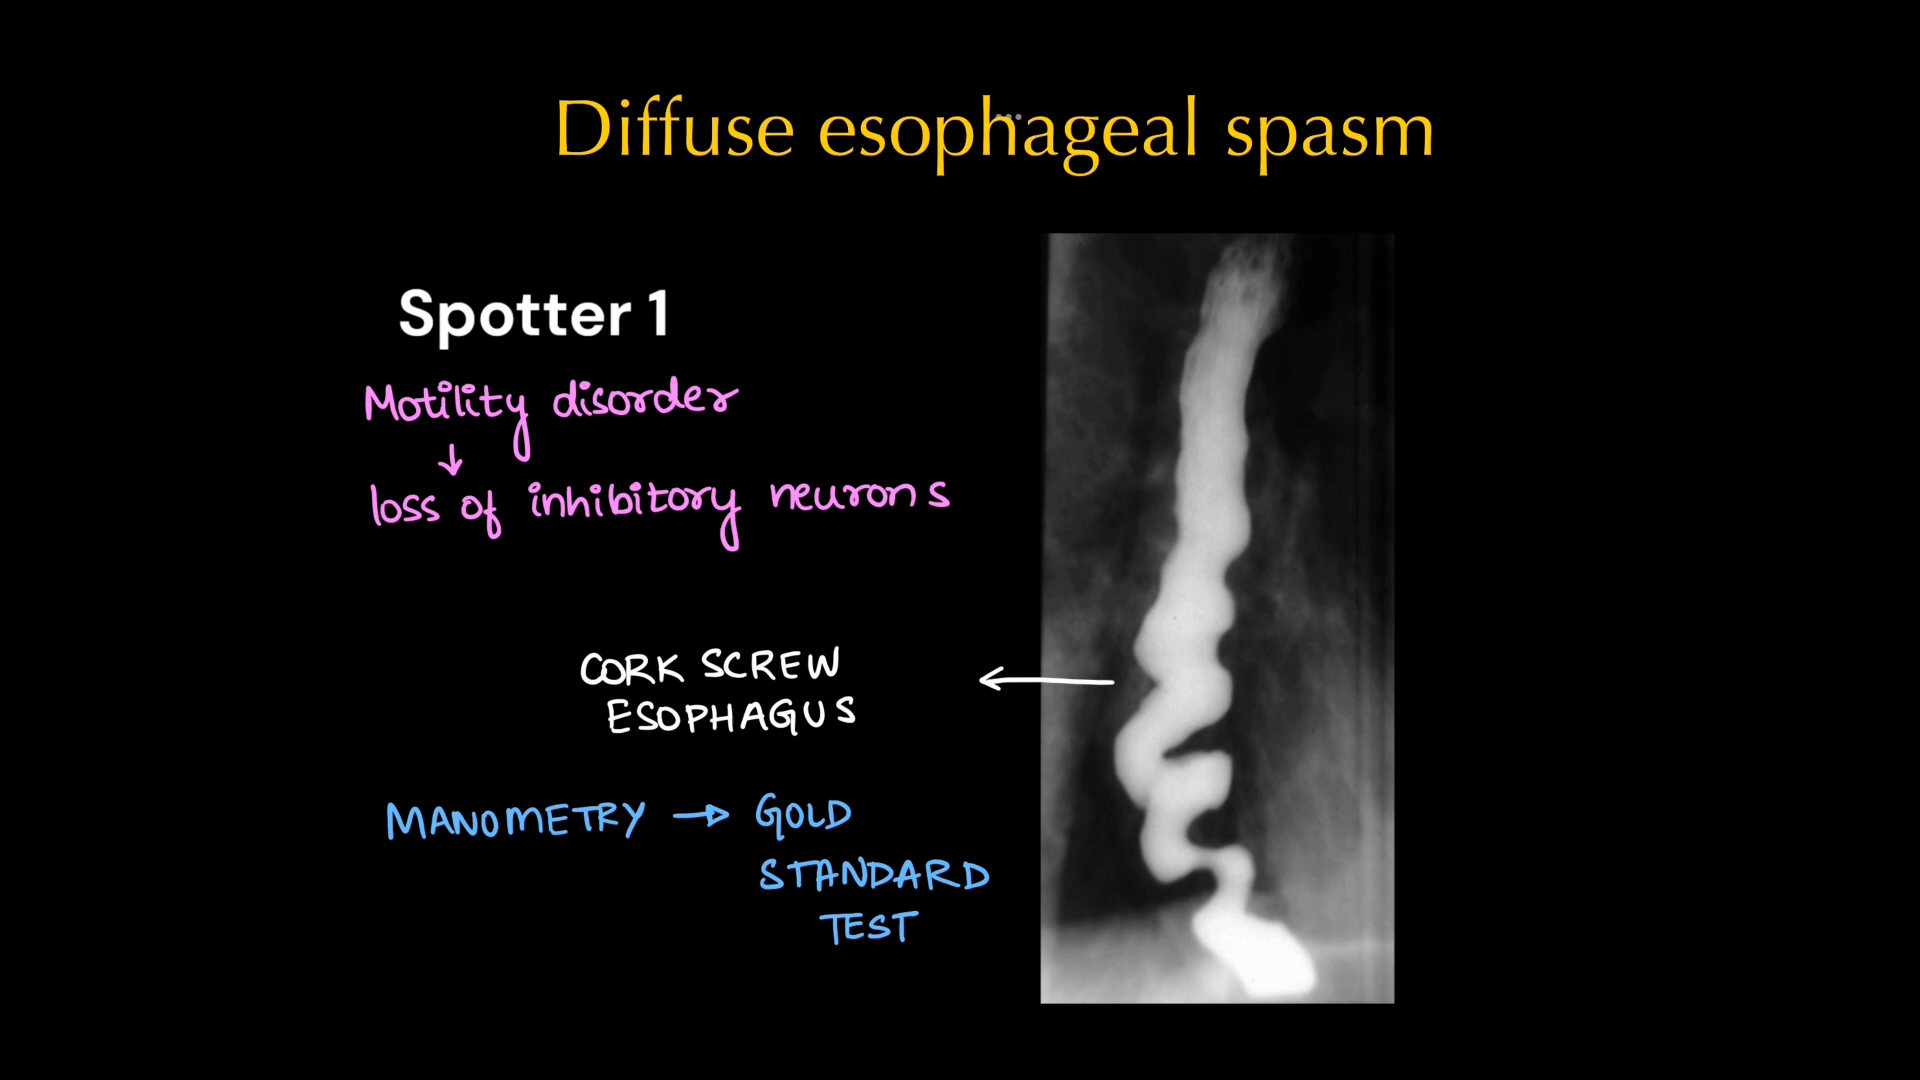 Diffuse esophageal spasm
Spotter 1
Motility disorder
↓
loss of inhibitory neurons
CORK SCREW
ESOPHAGUS
←
MANOMETRY → GOLD
STANDARD
TEST